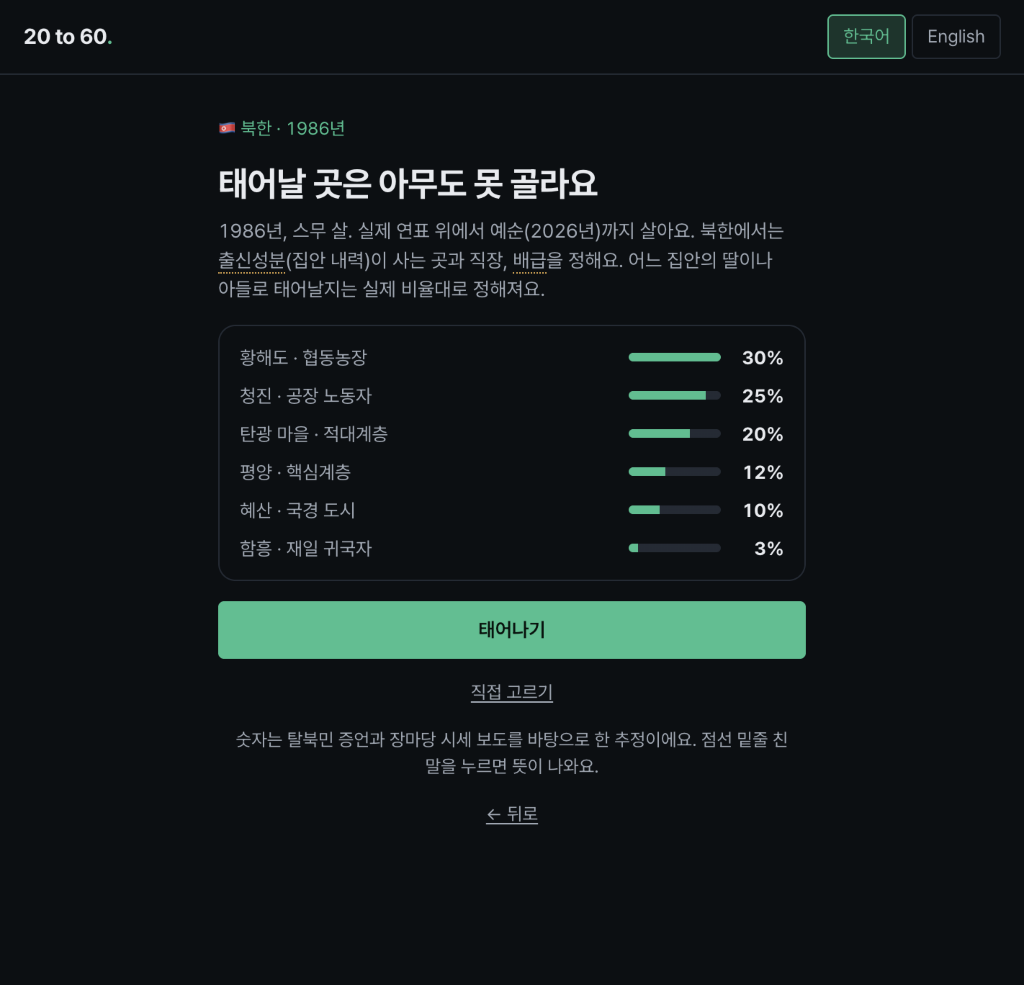 20 to 60.
한국어
English
🇰🇵 북한 · 1986년
태어날 곳은 아무도 못 골라요
1986년, 스무 살. 실제 연표 위에서 예순(2026년)까지 살아요. 북한에서는
출신성분(집안 내력)이 사는 곳과 직장, 배급을 정해요. 어느 집안의 딸이나
아들로 태어날지는 실제 비율대로 정해져요.
황해도 · 협동농장 30%
청진 · 공장 노동자 25%
탄광 마을 · 적대계층 20%
평양 · 핵심계층 12%
혜산 · 국경 도시 10%
함흥 · 재일 귀국자 3%
태어나기
직접 고르기
숫자는 탈북민 증언과 장마당 시세 보도를 바탕으로 한 추정이에요. 점선 밑줄 친
말을 누르면 뜻이 나와요.
← 뒤로